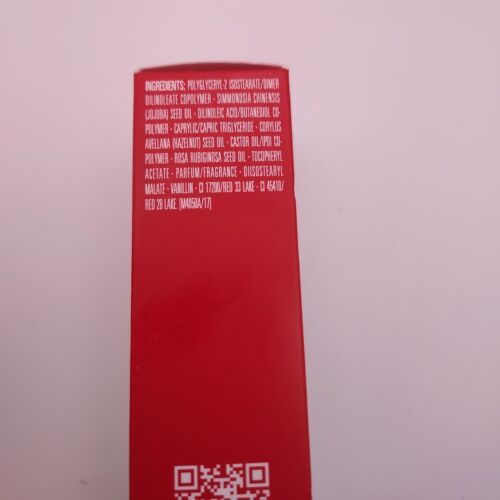 INGREDIENTS: POLYGLYCERYL-2 ISOSTEARATE/DIMER
DILINOLEATE COPOLYMER • SIMMONDSIA CHINENSIS
(JOJOBA) SEED OIL • DILINOLEIC ACID/BUTANEDIOL CO-
POLYMER • CAPRYLIC/CAPRIC TRIGLYCERIDE • CORYLUS
AVELLANA (HAZELNUT) SEED OIL • CASTOR OIL/IPDI CO-
POLYMER • ROSA RUBIGINOSA SEED OIL • TOCOPHERYL
ACETATE • PARFUM/FRAGRANCE • DIISOSTEARYL
MALATE • VANILLIN • CI 17200/RED 33 LAKE • CI 45410/
RED 28 LAKE. [M4050A/17]